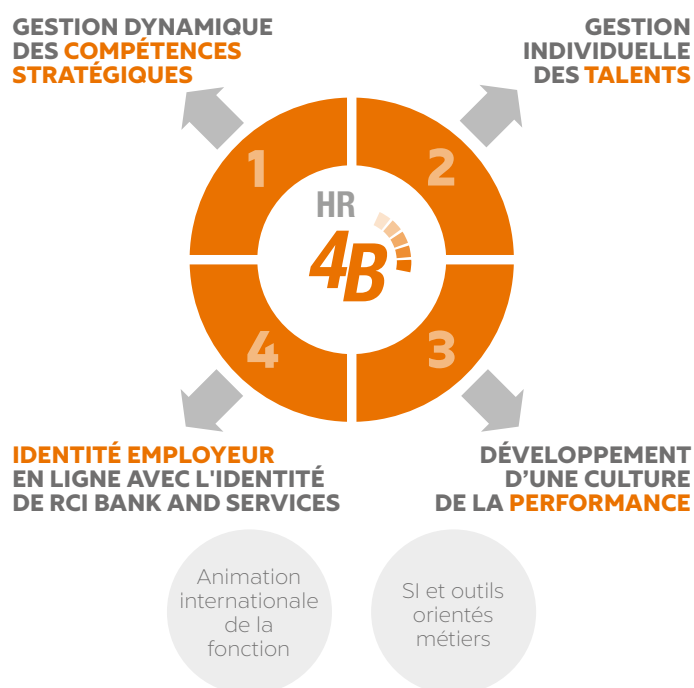 GESTION DYNAMIQUE
DES COMPÉTENCES
STRATÉGIQUES
GESTION
INDIVIDUELLE
DES TALENTS
1
2
HR
4B
4
3
IDENTITÉ EMPLOYEUR
EN LIGNE AVEC L'IDENTITÉ
DE RCI BANK AND SERVICES
DÉVELOPPEMENT
D’UNE CULTURE
DE LA PERFORMANCE
Animation
internationale
de la
fonction
SI et outils
orientés
métiers